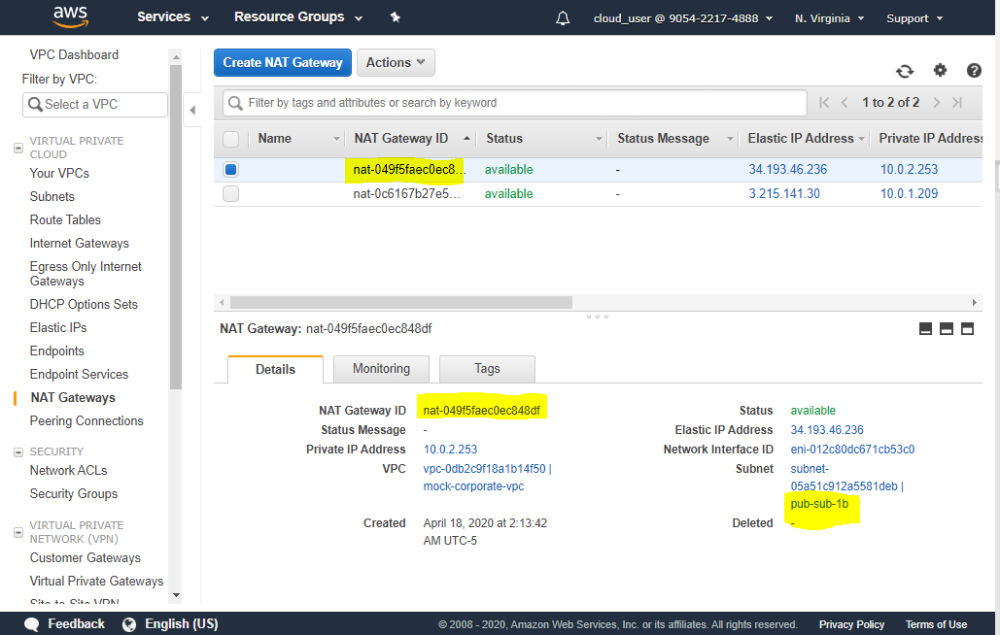 aws Services Resource Groups cloud_user @ 9054-2217-4888 N. Virginia Support
VPC Dashboard
Filter by VPC:
Select a VPC
VIRTUAL PRIVATE
CLOUD
Your VPCs
Subnets
Route Tables
Internet Gateways
Egress Only Internet
Gateways
DHCP Options Sets
Elastic IPs
Endpoints
Endpoint Services
NAT Gateways
Peering Connections
SECURITY
Network ACLs
Security Groups
VIRTUAL PRIVATE
NETWORK (VPN)
Customer Gateways
Virtual Private Gateways
Site-to-Site VPN
Create NAT Gateway Actions
Filter by tags and attributes or search by keyword 1 to 2 of 2
Name NAT Gateway ID Status Status Message Elastic IP Address Private IP Address
nat-049f5faec0ec8... available - 34.193.46.236 10.0.2.253
nat-0c6167b27e5... available - 3.215.141.30 10.0.1.209
NAT Gateway: nat-049f5faec0ec848df
Details Monitoring Tags
NAT Gateway ID nat-049f5faec0ec848df Status available
Status Message - Elastic IP Address 34.193.46.236
Private IP Address 10.0.2.253 Network Interface ID eni-012c80dc671cb53c0
VPC vpc-0db2c9f18a1b14f50 | Subnet subnet-
mock-corporate-vpc 05a51c912a5581deb |
pub-sub-1b
Created April 18, 2020 at 2:13:42 Deleted -
AM UTC-5
Feedback English (US) © 2008 - 2020, Amazon Web Services, Inc. or its affiliates. All rights reserved. Privacy Policy Terms of Use